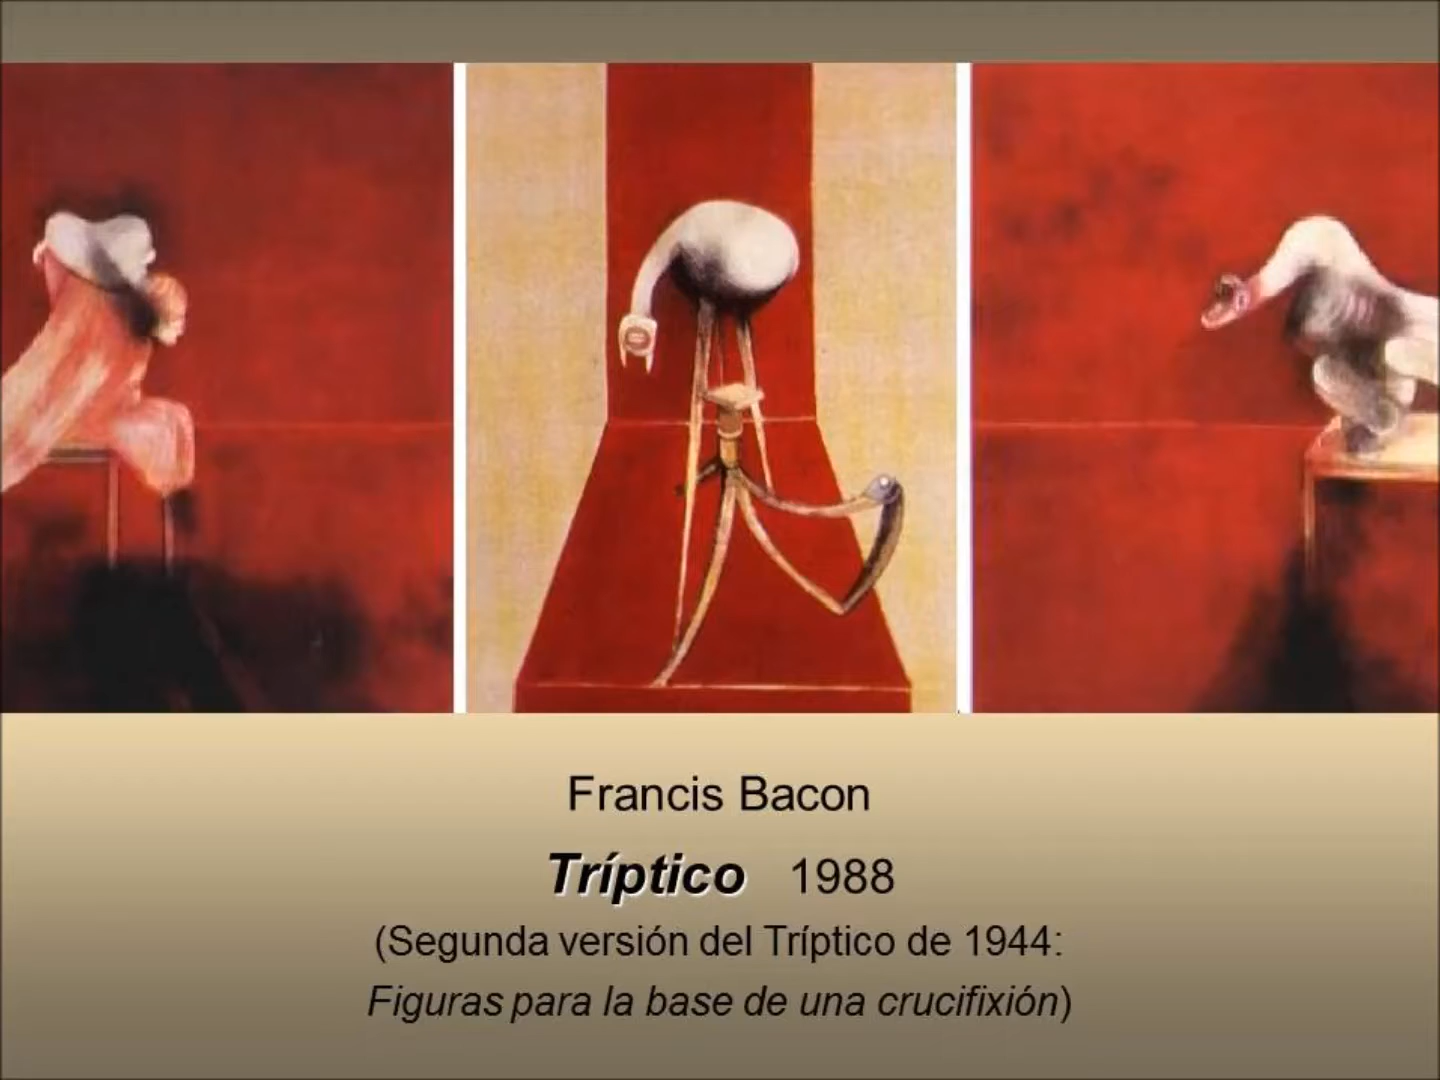 Francis Bacon
Tríptico 1988
(Segunda versión del Tríptico de 1944:
Figuras para la base de una crucifixión)